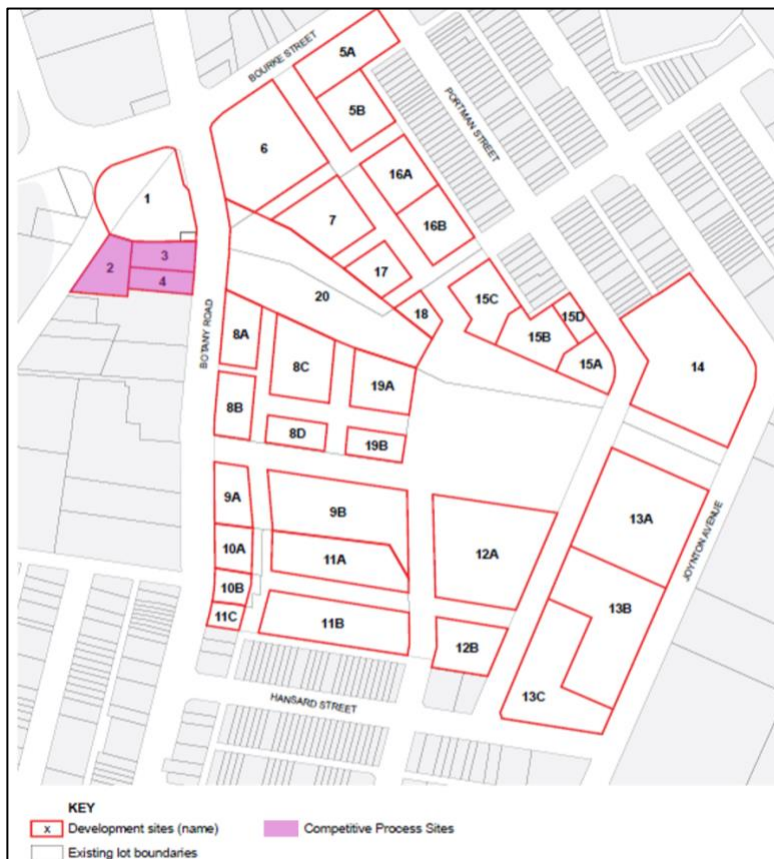 BOURKE STREET
5A
5B
PORTMAN STREET
6
16A
16B
1
7
3
2
4
17
15C
20
18
15D
15B
8A
BOTANY ROAD
8C
15A
14
19A
8B
8D
19B
9A
9B
13A
JOYNTON AVENUE
12A
10A
11A
10B
13B
11C
11B
12B
13C
HANSARD STREET
KEY
x Development sites (name) Competitive Process Sites
Existing lot boundaries